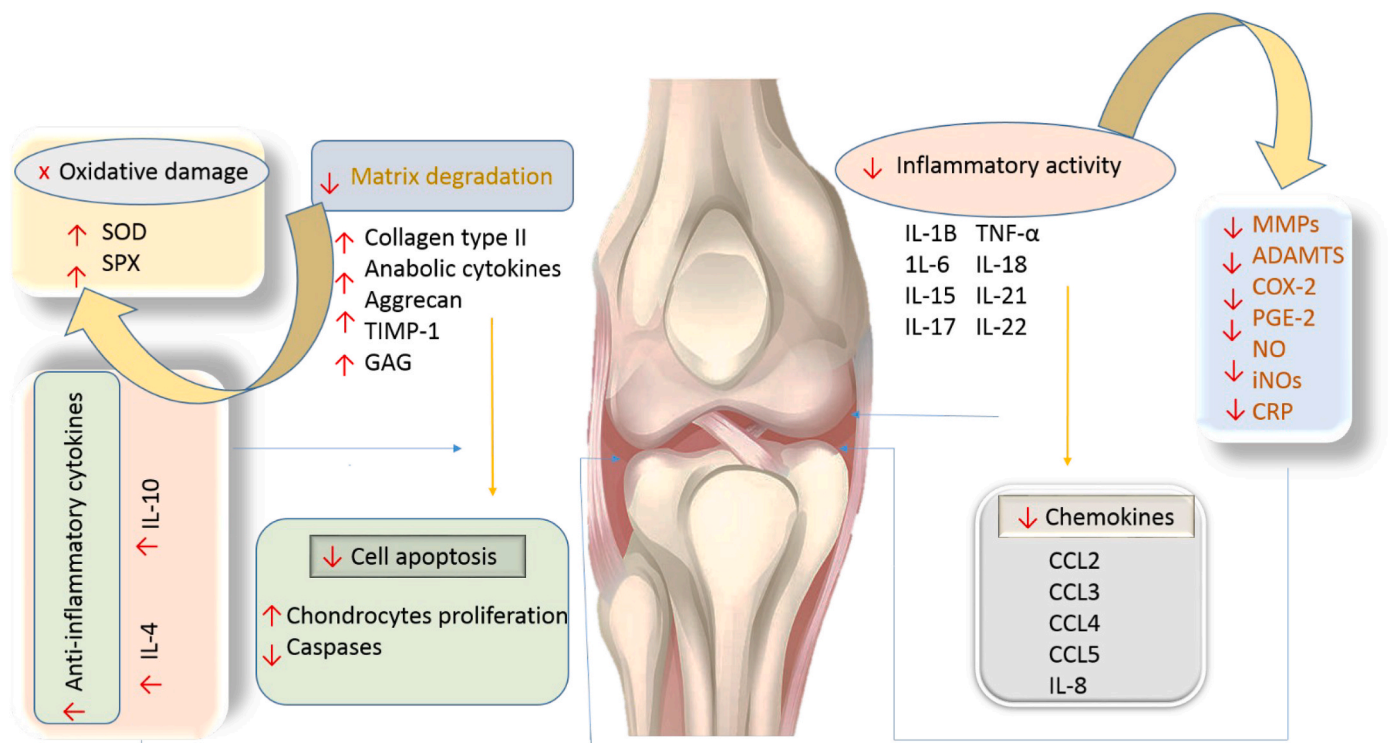 x Oxidative damage
↑ SOD
↑ SPX
↓ Matrix degradation
↑ Collagen type II
↑ Anabolic cytokines
↑ Aggrecan
TIMP-1
↑ GAG
↑ Anti-inflammatory cytokines
↑ IL-10
↑ IL-4
↓ Cell apoptosis
↑ Chondrocytes proliferation
↓ Caspases
↓ Inflammatory activity
IL-1B TNF-α
1L-6 IL-18
IL-15 IL-21
IL-17 IL-22
↓ MMPs
↓ ADAMTS
↓ COX-2
↓ PGE-2
NO
↓ iNOs
↓ CRP
↓ Chemokines
CCL2
CCL3
CCL4
CCL5
IL-8